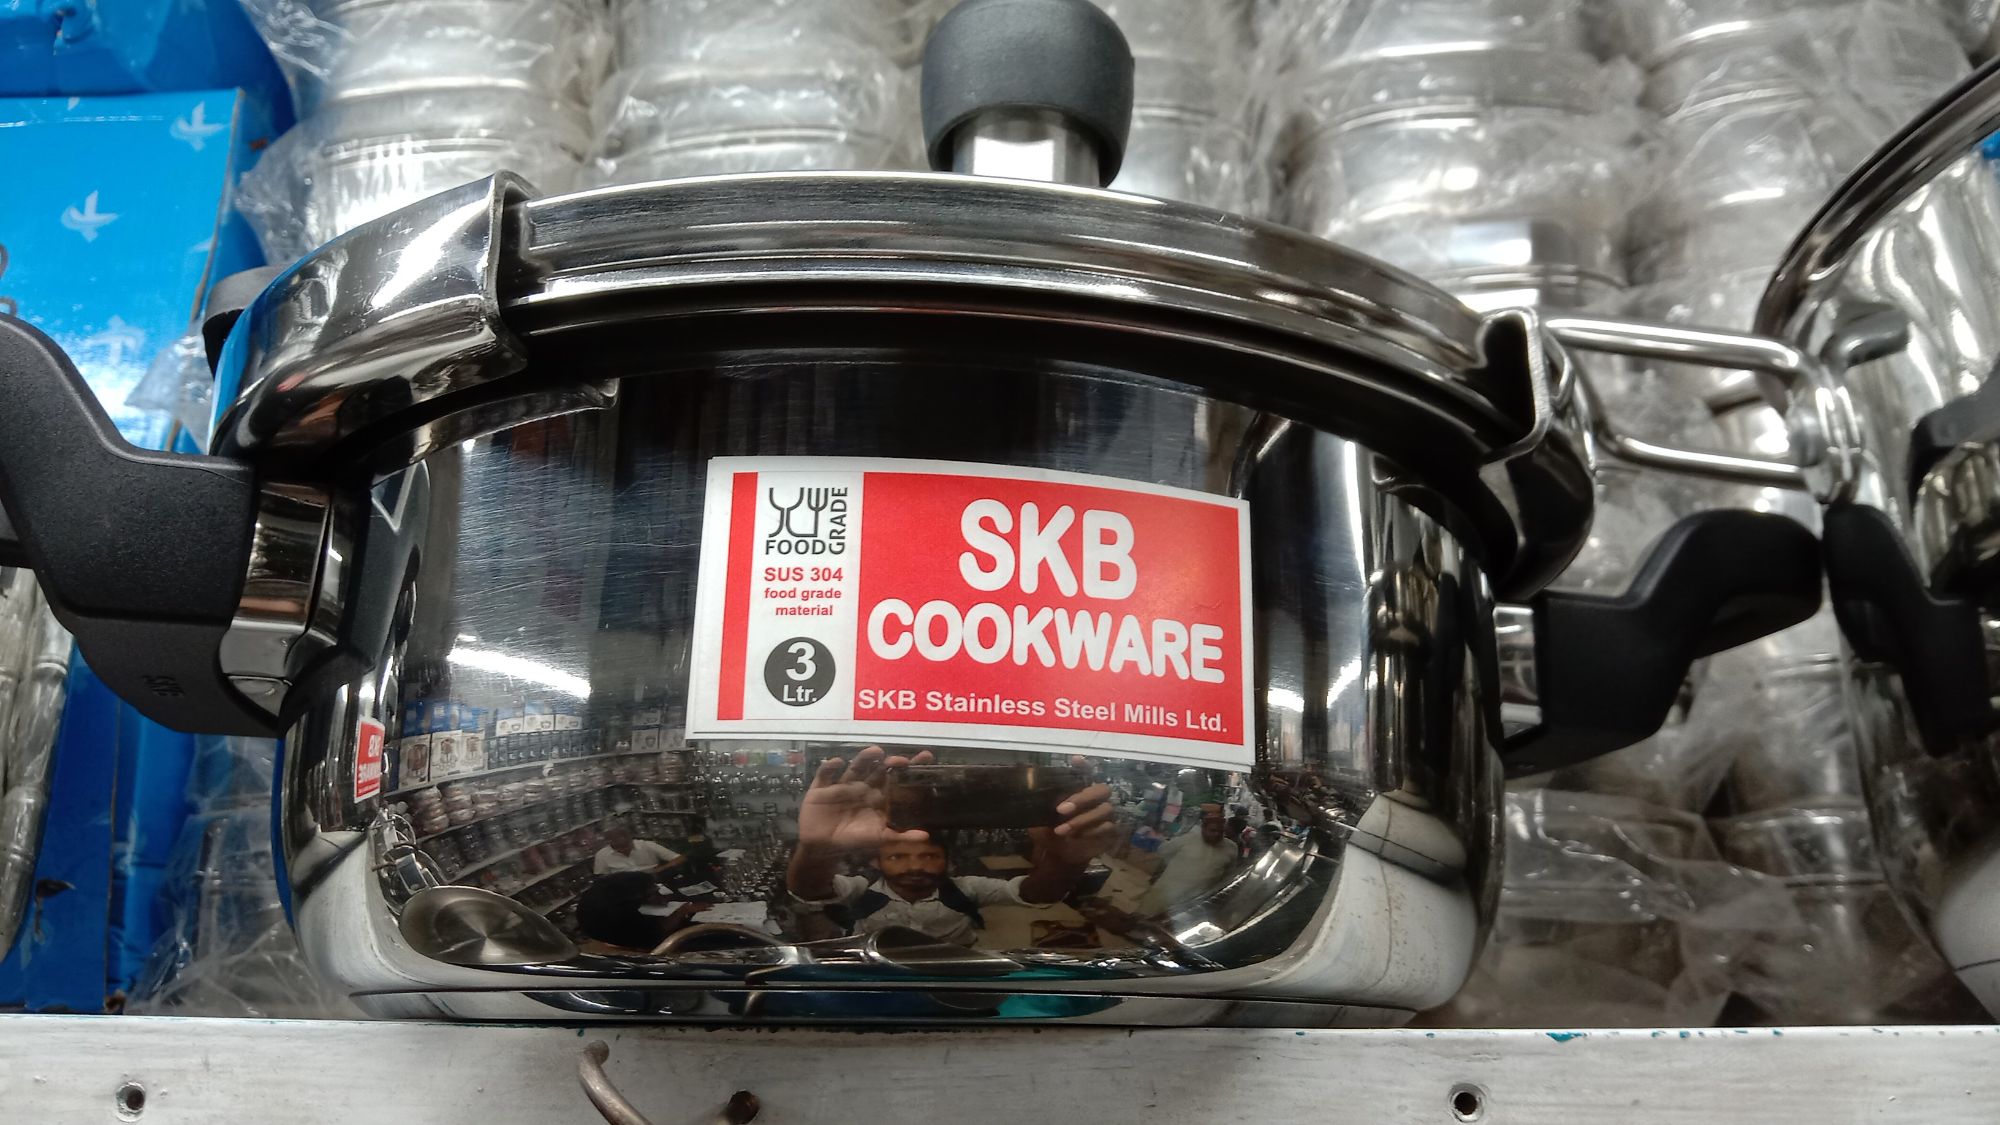 FOOD GRADE
SUS 304
food grade
material
3
Ltr.
SKB
COOKWARE
SKB Stainless Steel Mills Ltd.